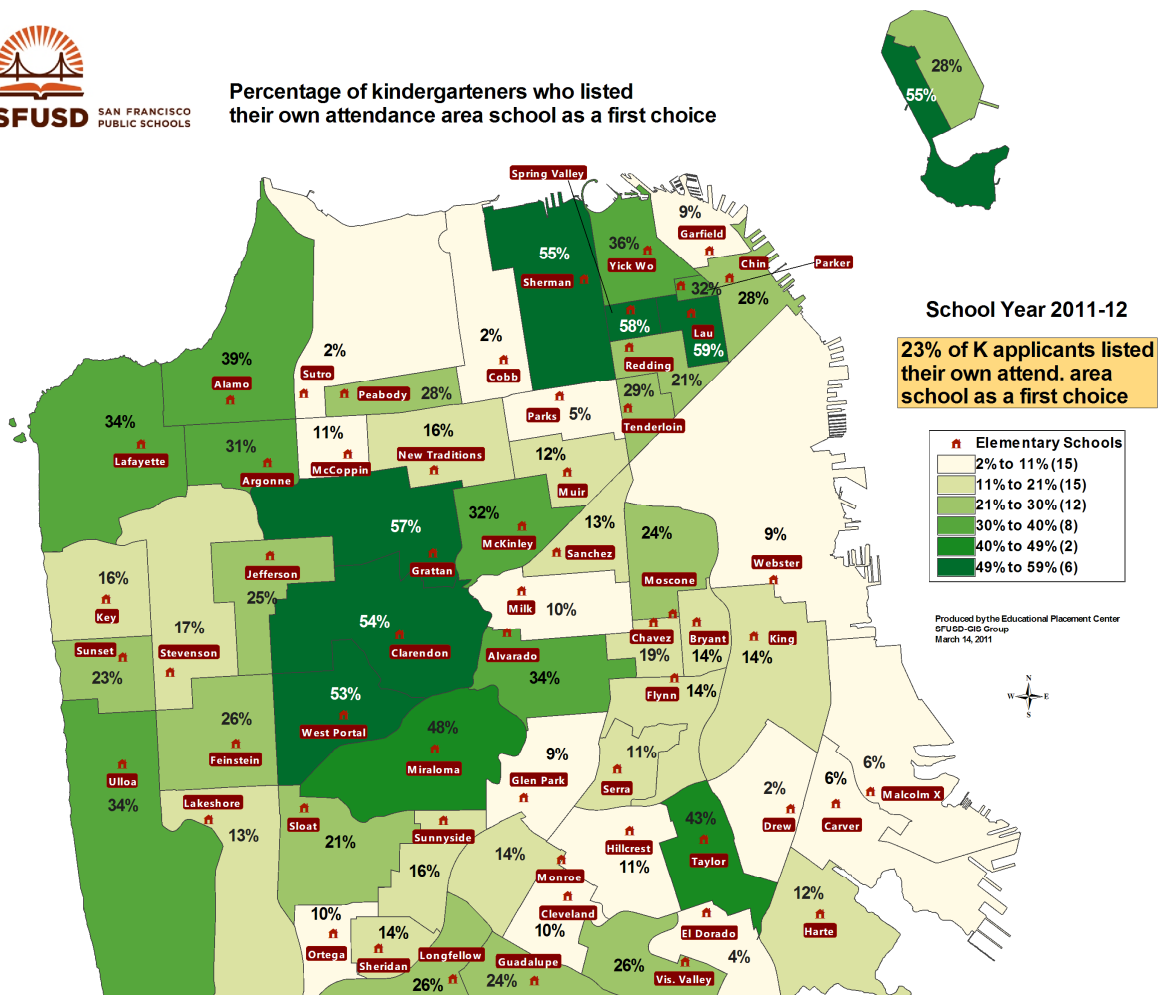 SFUSD
SAN FRANCISCO
PUBLIC SCHOOLS
Percentage of kindergarteners who listed
their own attendance area school as a first choice
28%
55%
Spring Valley
9%
Garfield
36%
Yick Wo
55%
Sherman
Chin
Parker
32%
28%
58%
Lau
59%
Redding
21%
29%
Tenderloin
2%
Cobb
2%
Sutro
Peabody
28%
39%
Alamo
34%
Lafayette
31%
Argonne
11%
McCoppin
16%
New Traditions
Parks
5%
12%
Muir
57%
Grattan
32%
McKinley
13%
Sanchez
24%
Moscone
9%
Webster
Jefferson
25%
16%
Key
17%
Stevenson
Sunset
23%
54%
Clarendon
Milk
10%
Alvarado
34%
Chavez
19%
Bryant
14%
King
14%
Flynn
14%
53%
West Portal
26%
Feinstein
48%
Miraloma
Ulloa
34%
Lakeshore
13%
Sloat
21%
Sunnyside
16%
9%
Glen Park
11%
Serra
2%
Drew
6%
Carver
6%
Malcolm X
43%
Taylor
Hillcrest
11%
14%
Monroe
Cleveland
10%
12%
Harte
El Dorado
4%
10%
Ortega
14%
Sheridan
Longfellow
26%
Guadalupe
24%
26%
Vis. Valley
School Year 2011-12
23% of K applicants listed
their own attend. area
school as a first choice
Elementary Schools
2% to 11% (15)
11% to 21% (15)
21% to 30% (12)
30% to 40% (8)
40% to 49% (2)
49% to 59% (6)
Produced by the Educational Placement Center
SFUSD-GIS Group
March 14, 2011
N
W E
S